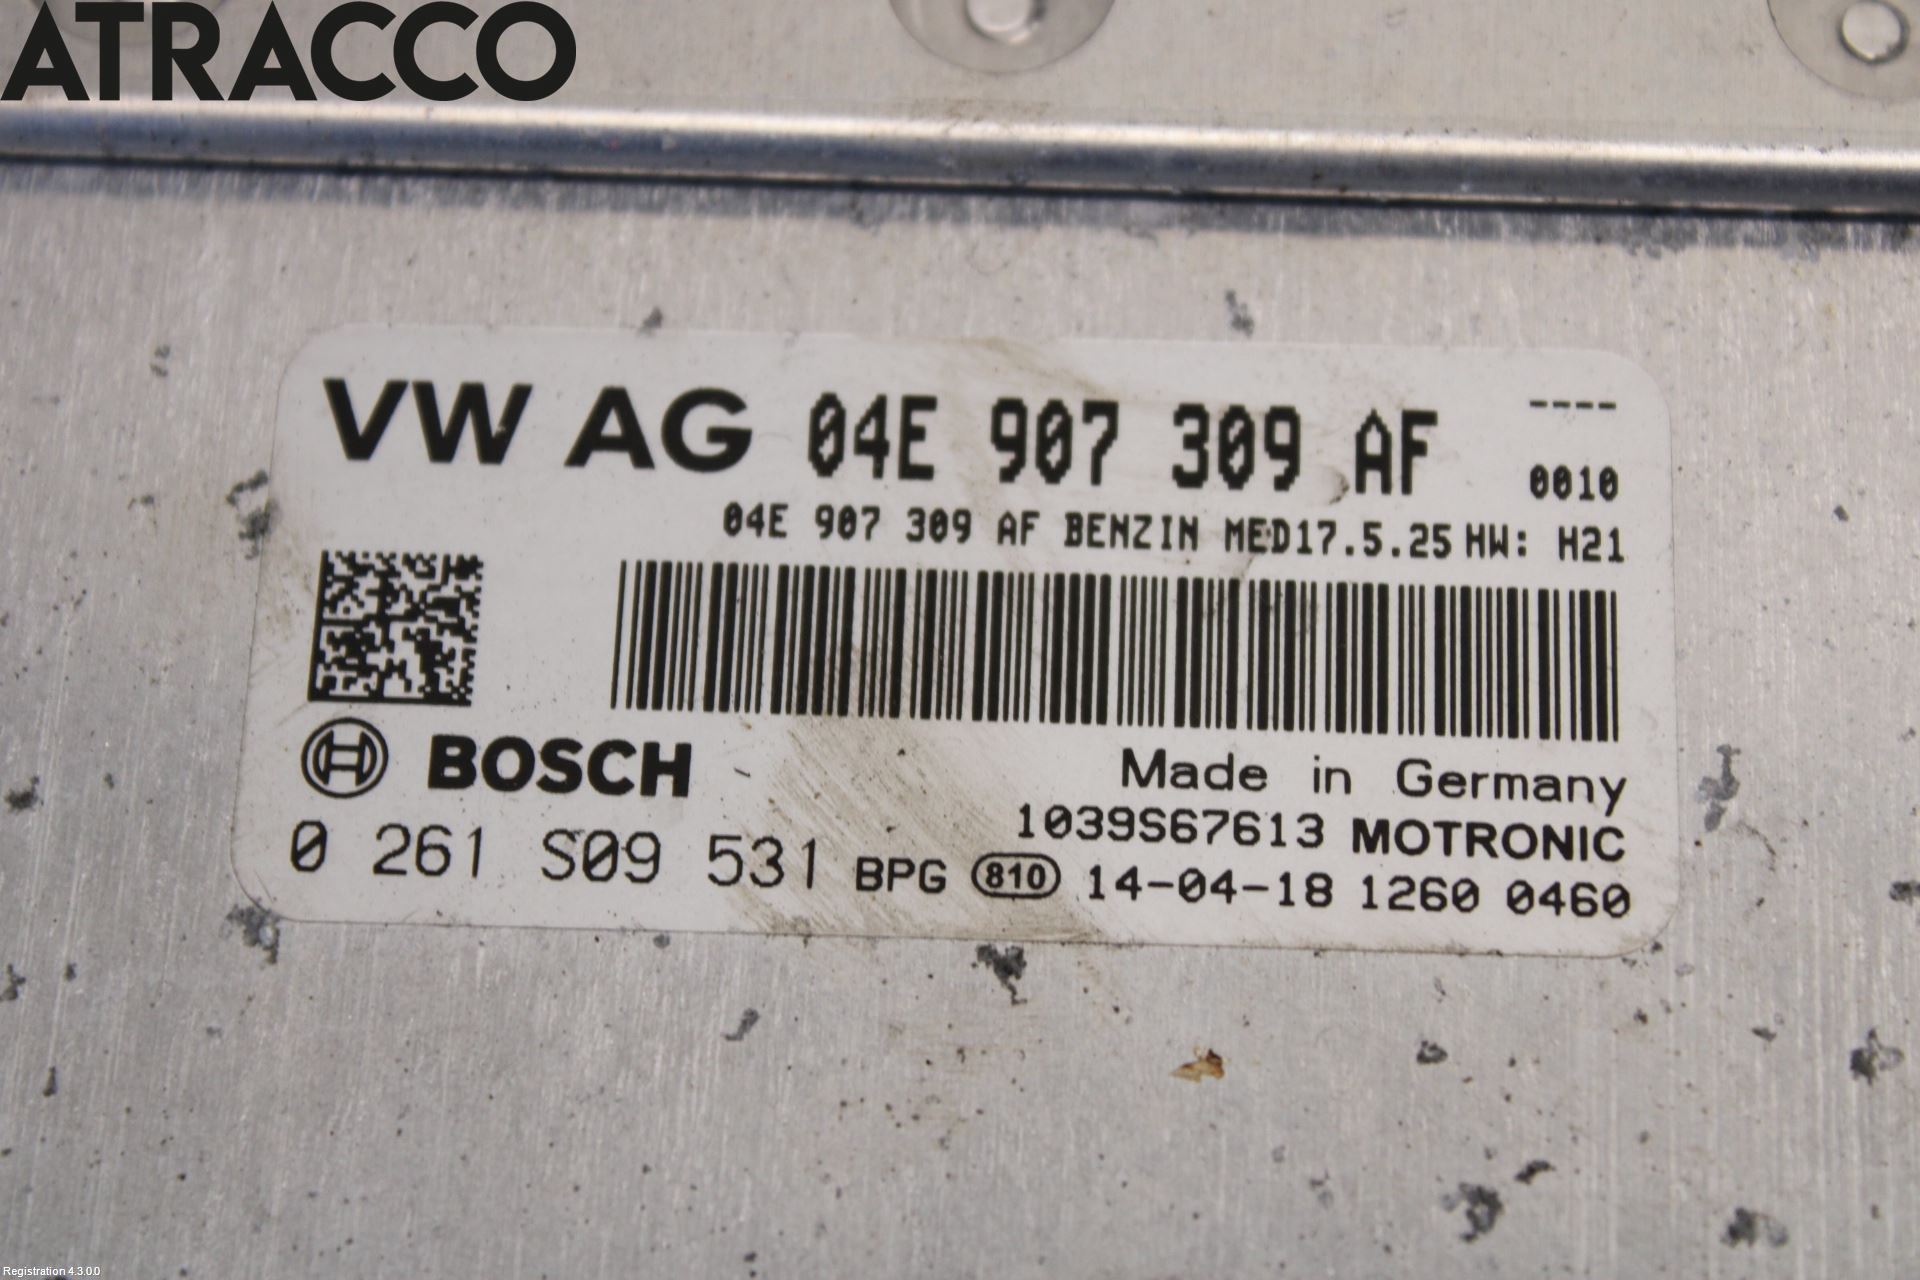 ATRACCO
VW AG 04E 907 309 AF ----
0010
04E 907 309 AF BENZIN MED17.5.25 HW: H21
BOSCH
Made in Germany
1039S67613 MOTRONIC
0 261 S09 531 BPG 810 14-04-18 1260 0460
Registration 4.3.0.0